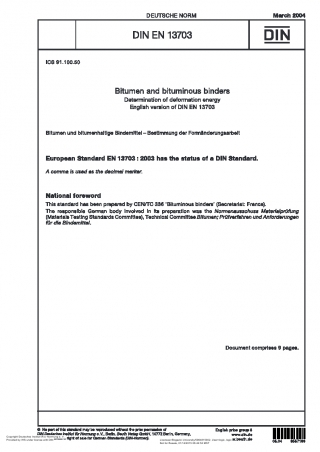 DEUTSCHE NORM
March 2004
DIN EN 13703
DIN
ICS 91.100.50
Bitumen and bituminous binders
Determination of deformation energy
English version of DIN EN 13703
Bitumen und bitumenhaltige Bindemittel – Bestimmung der Formänderungsarbeit
European Standard EN 13703 : 2003 has the status of a DIN Standard.
A comma is used as the decimal marker.
National foreword
This standard has been prepared by CEN/TC 336 'Bituminous binders' (Secretariat: France).
The responsible German body involved in its preparation was the Normenausschuss Materialprüfung
(Materials Testing Standards Committee), Technical Committee Bitumen; Prüfverfahren und Anforderungen
für die Bindemittel.
Document comprises 9 pages.
© No part of this standard may be reproduced without the prior permission of
DIN Deutsches Institut für Normung e. V., Berlin. Beuth Verlag GmbH, 10772 Berlin, Germany,
right of sale for German Standards (DIN-Normen).
English price group
www.din.de
www.beuth.de